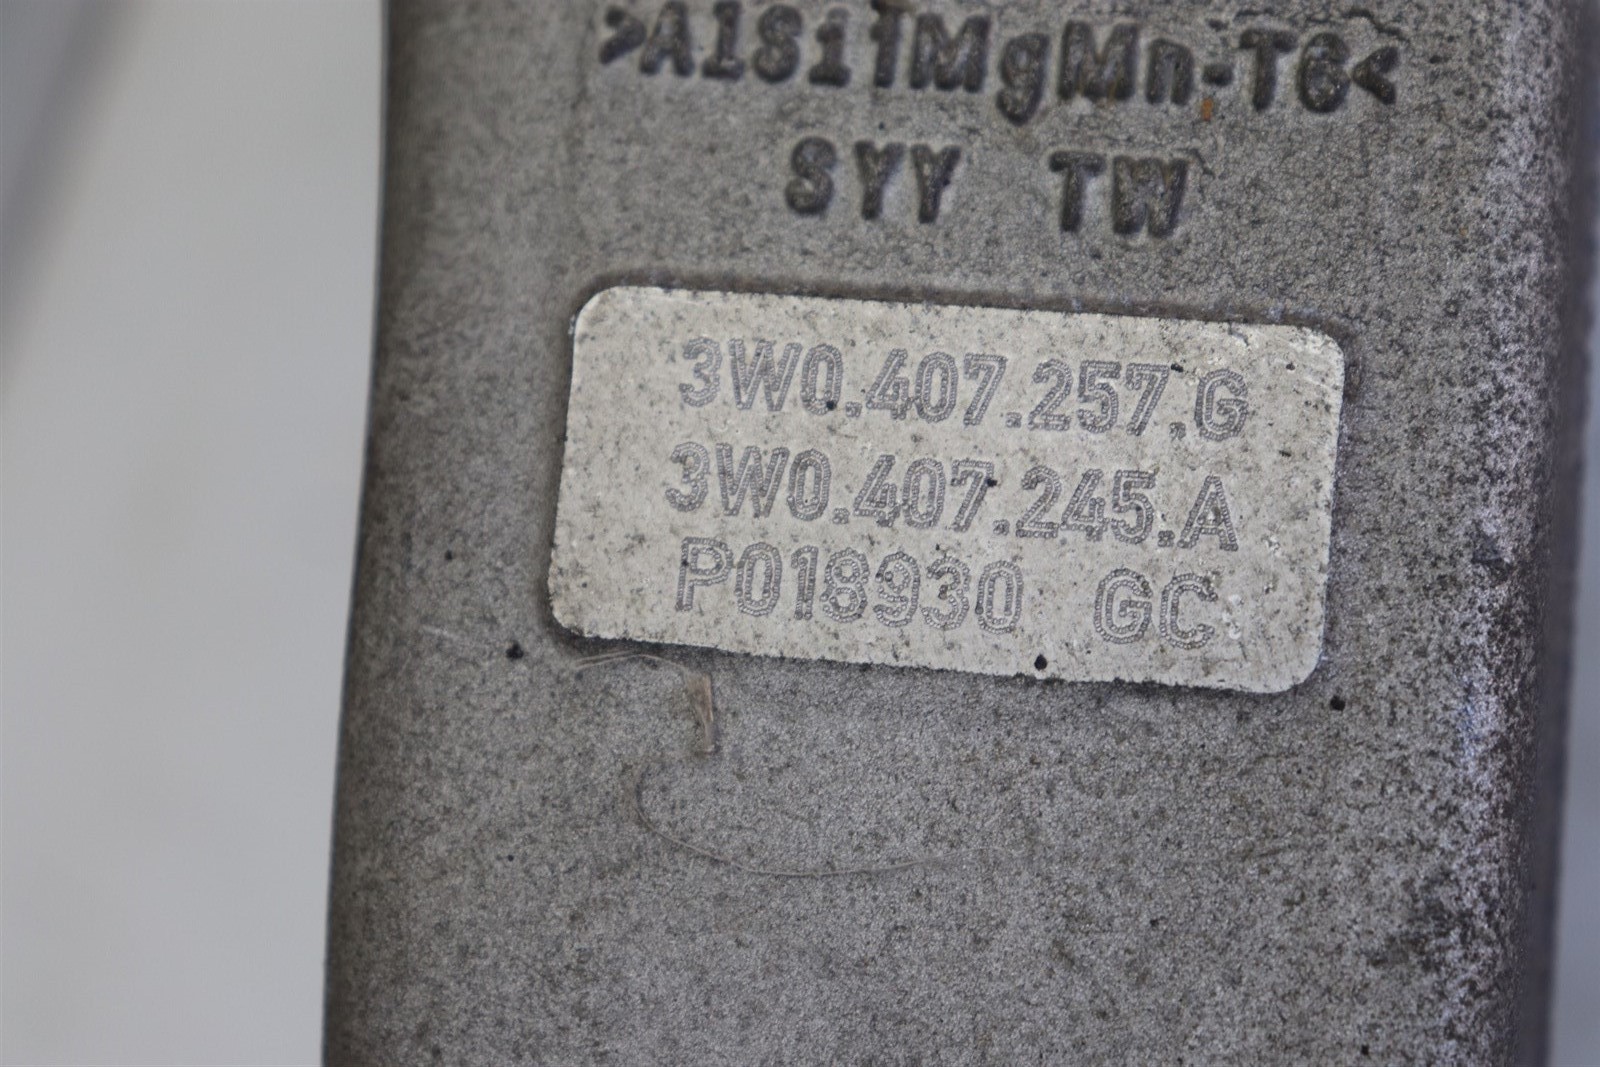 >AlSi1MgMn-T6<
SYY TW
3W0.407.257.G
3W0.407.245.A
P018930 GC